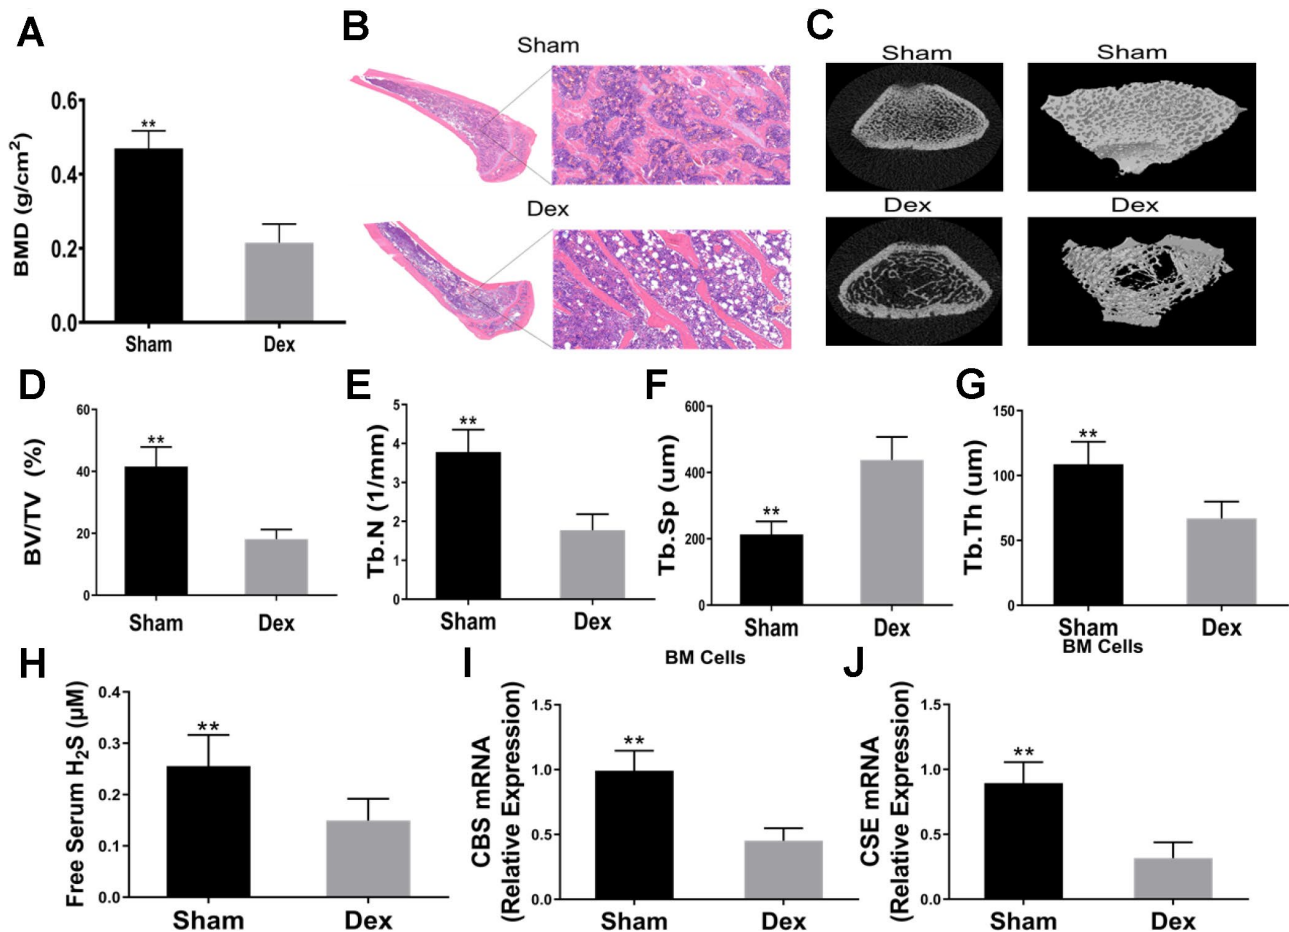 A
BMD (g/cm²)
0.6
0.4
0.2
0.0
**
Sham
Dex
B
Sham
Dex
C
Sham
Sham
Dex
Dex
D
BV/TV (%)
60
40
20
0
**
Sham
Dex
E
Tb.N (1/mm)
5
4
3
2
1
0
**
Sham
Dex
F
Tb.Sp (um)
600
400
200
0
**
Sham
Dex
G
Tb.Th (um)
150
100
50
0
**
Sham
Dex
H
Free Serum H₂S (µM)
0.4
0.3
0.2
0.1
0.0
**
Sham
Dex
I
BM Cells
CBS mRNA
(Relative Expression)
1.5
1.0
0.5
0.0
**
Sham
Dex
J
BM Cells
CSE mRNA
(Relative Expression)
1.5
1.0
0.5
0.0
**
Sham
Dex